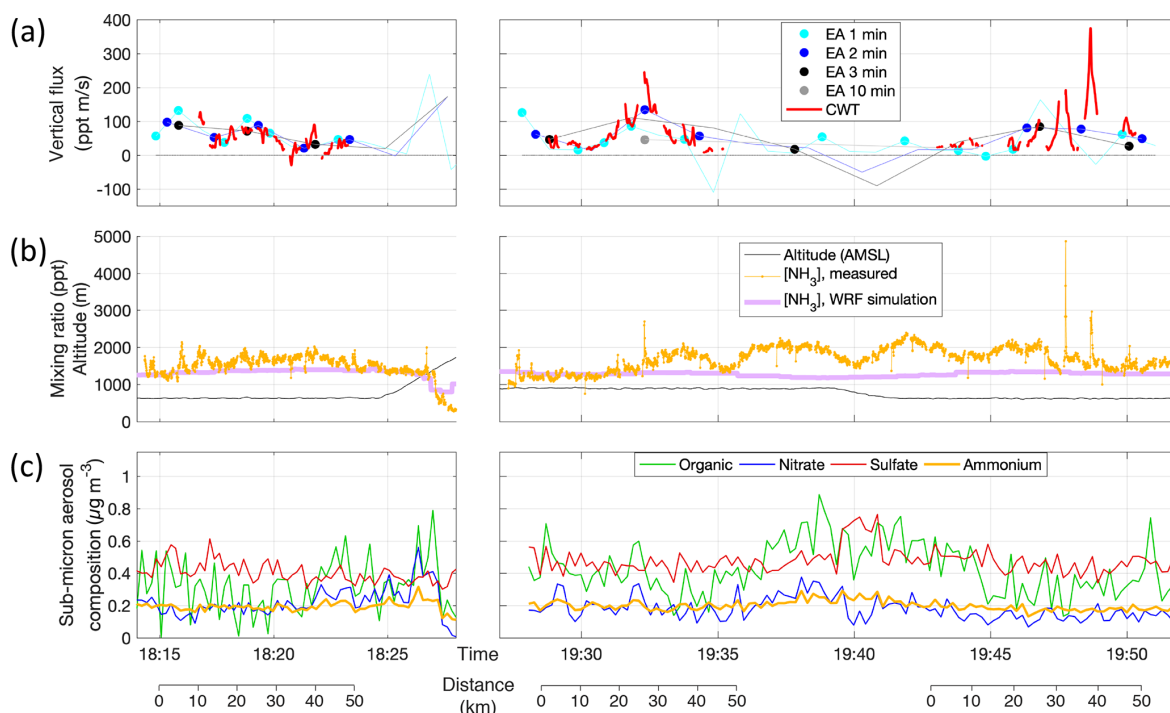 (a)
Vertical flux
(ppt m/s)
400
300
200
100
0
-100
EA 1 min
EA 2 min
EA 3 min
EA 10 min
CWT
(b)
Mixing ratio (ppt)
Altitude (m)
5000
4000
3000
2000
1000
0
Altitude (AMSL)
[NH₃], measured
[NH₃], WRF simulation
(c)
Sub-micron aerosol
composition (µg m⁻³)
1
0.8
0.6
0.4
0.2
0
Organic Nitrate Sulfate Ammonium
18:15 18:20 18:25 Time 19:30 19:35 19:40 19:45 19:50
0 10 20 30 40 50 Distance (km) 0 10 20 30 40 50 0 10 20 30 40 50